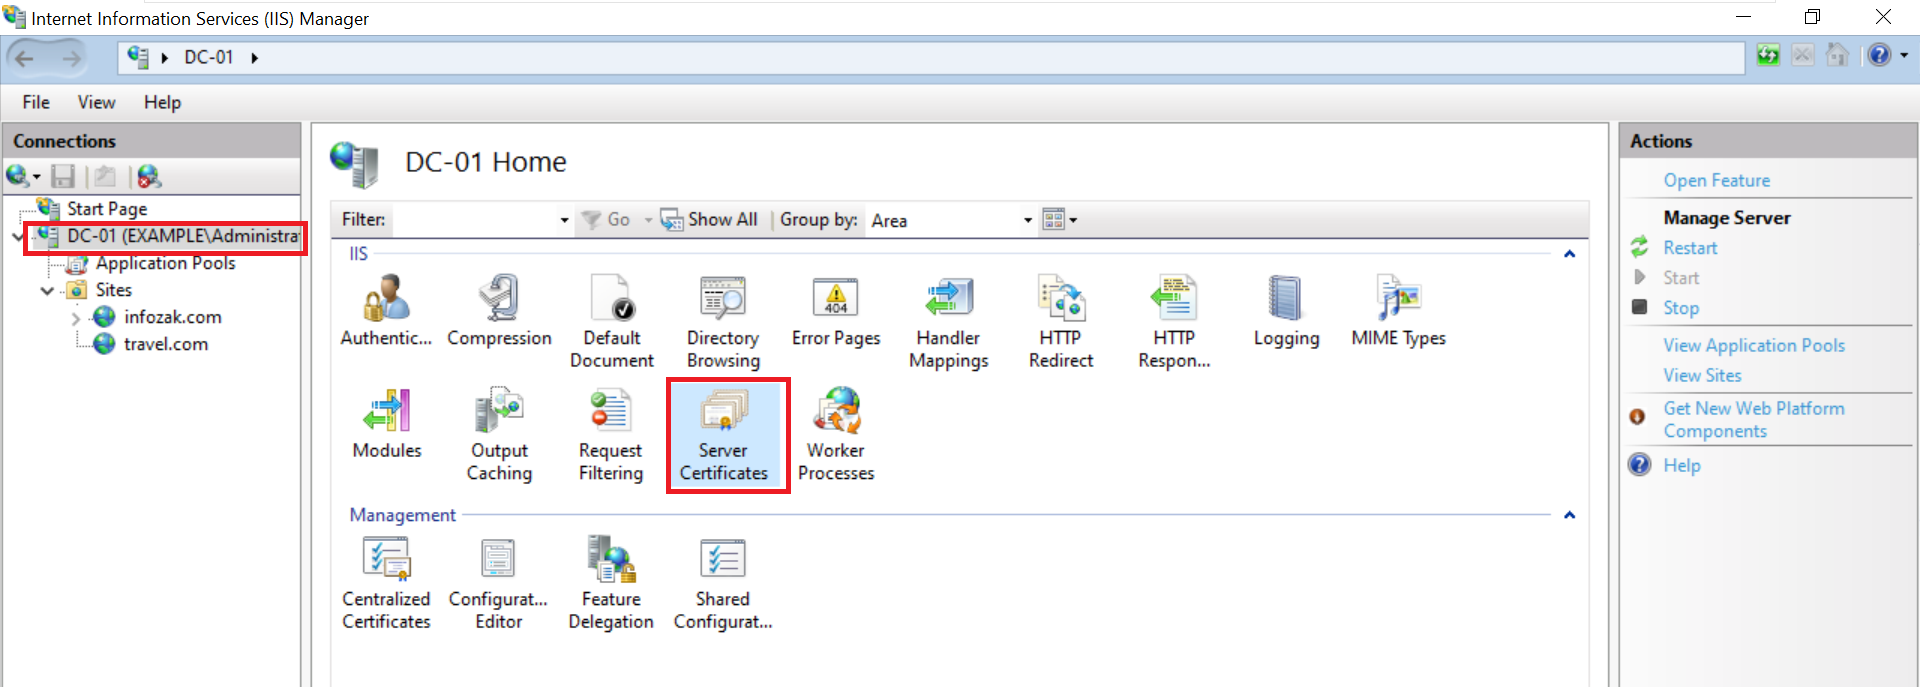 Internet Information Services (IIS) Manager
DC-01
File View Help
Connections
Start Page
DC-01 (EXAMPLE\Administrat
Application Pools
Sites
infozak.com
travel.com
DC-01 Home
Filter: Go Show All Group by: Area
IIS
Authentic...
Compression
Default
Document
Directory
Browsing
Error Pages
404
Handler
Mappings
HTTP
Redirect
HTTP
Respon...
Logging
MIME Types
Modules
Output
Caching
Request
Filtering
Server
Certificates
Worker
Processes
Management
Centralized
Certificates
Configurat...
Editor
Feature
Delegation
Shared
Configurat...
Actions
Open Feature
Manage Server
Restart
Start
Stop
View Application Pools
View Sites
Get New Web Platform
Components
Help